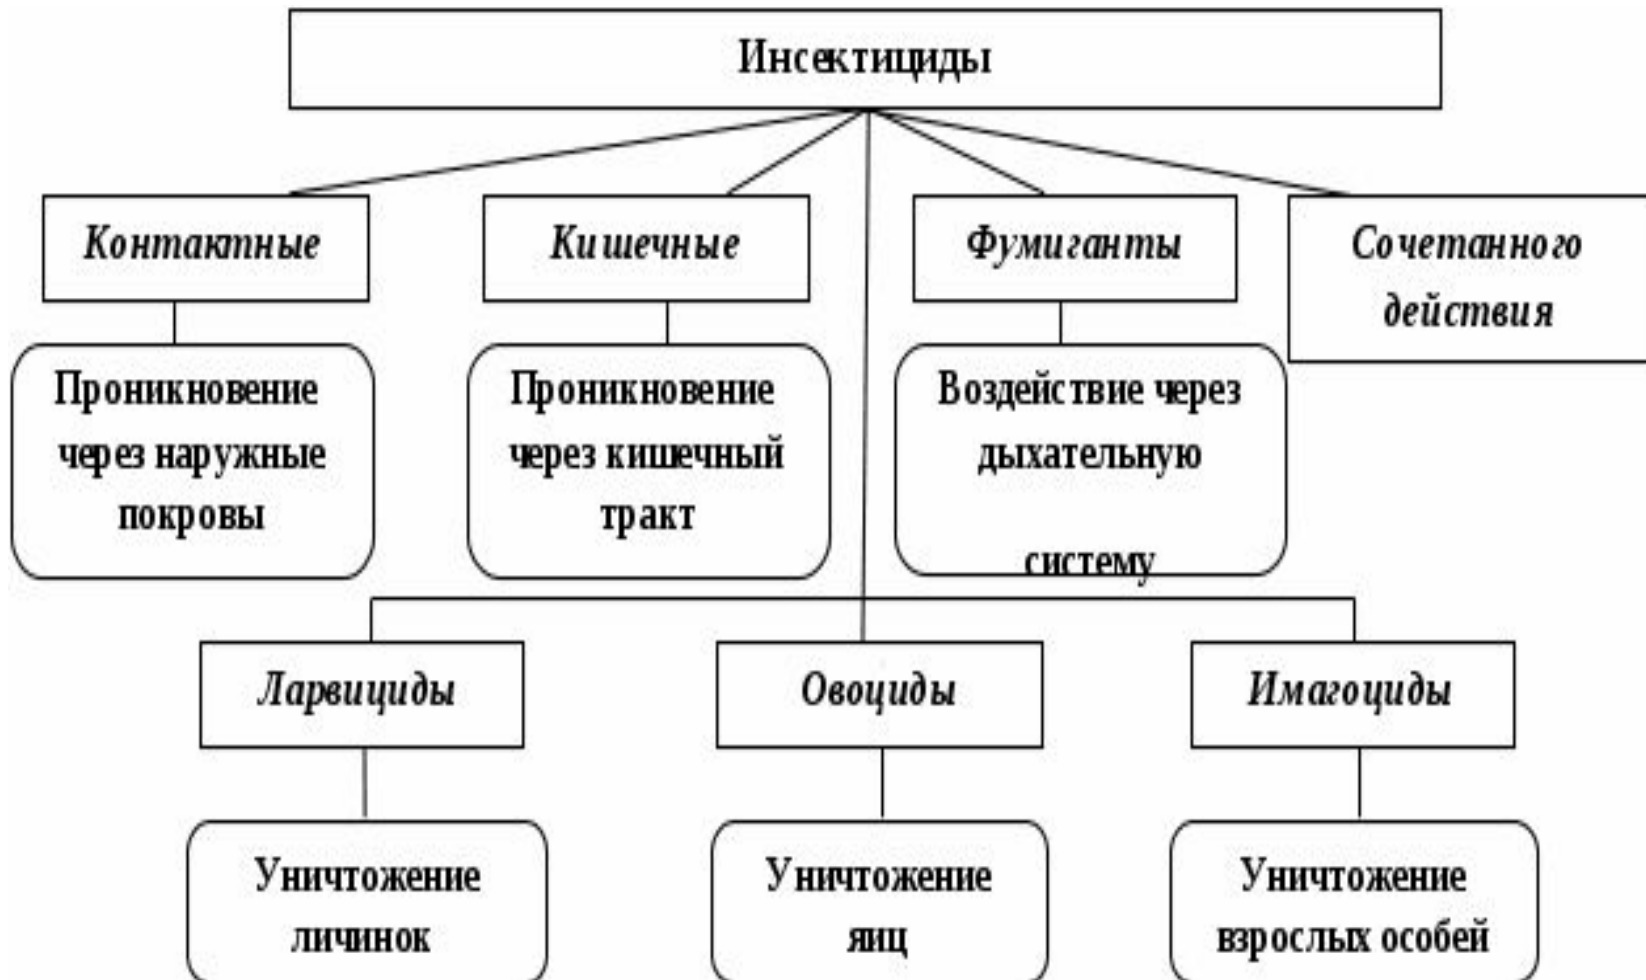 Инсектициды
Контактные
Кишечные
Фумиганты
Сочетанного
действия
Проникновение
через наружные
покровы
Проникновение
через кишечный
тракт
Воздействие через
дыхательную
систему
Ларвициды
Овоциды
Имагоциды
Уничтожение
личинок
Уничтожение
яиц
Уничтожение
взрослых особей